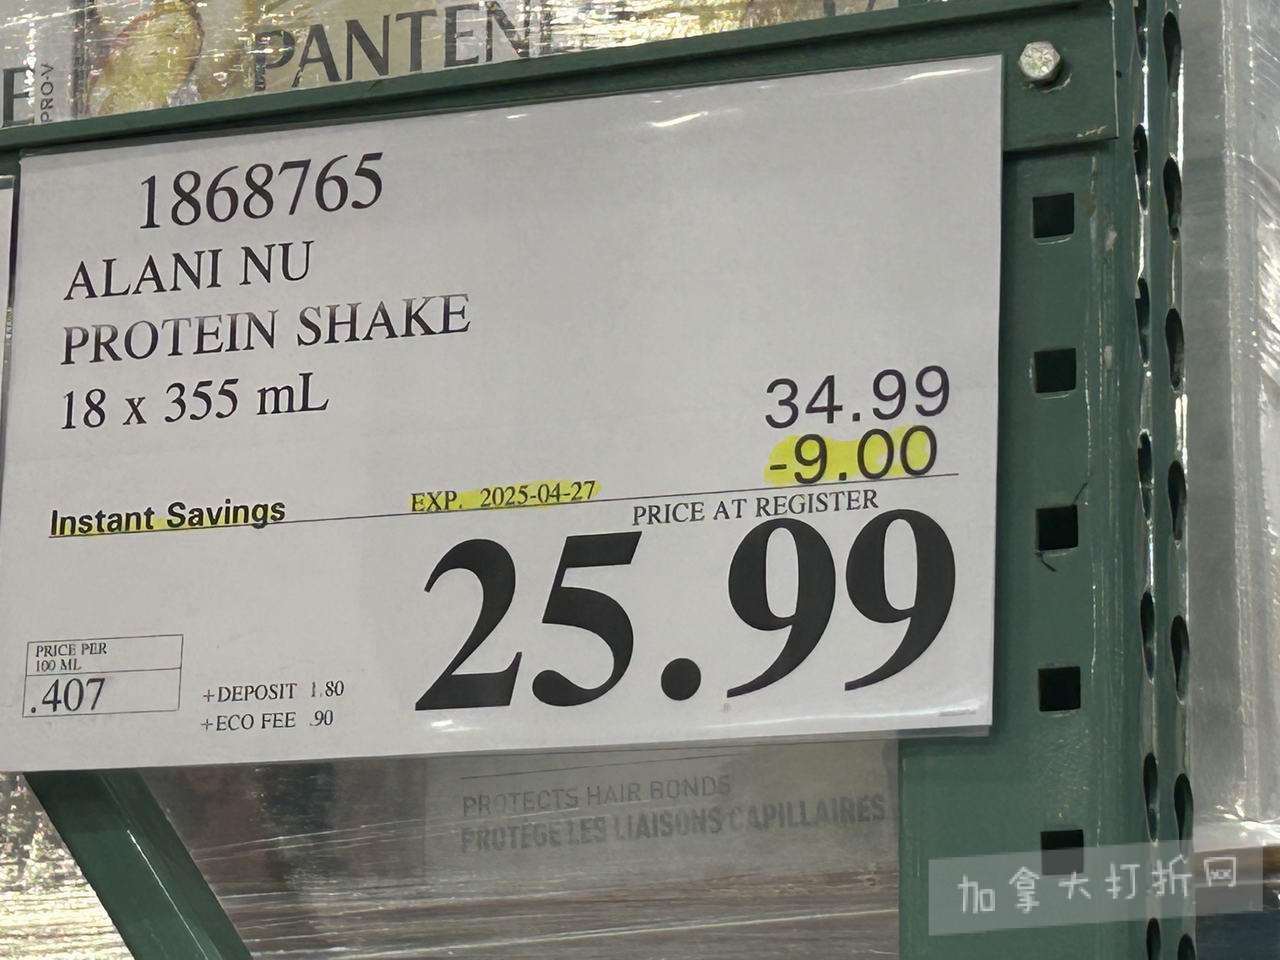 PANTEN
PRO-V
1868765
ALANI NU
PROTEIN SHAKE
18 x 355 mL
34.99
-9.00
Instant Savings
EXP. 2025-04-27
PRICE AT REGISTER
25.99
PRICE PER
100 ML
.407
+DEPOSIT 1.80
+ECO FEE .90
PROTECTS HAIR BONDS
PROTÈGE LES LIAISONS CAPILLAIRES
加拿大打折网